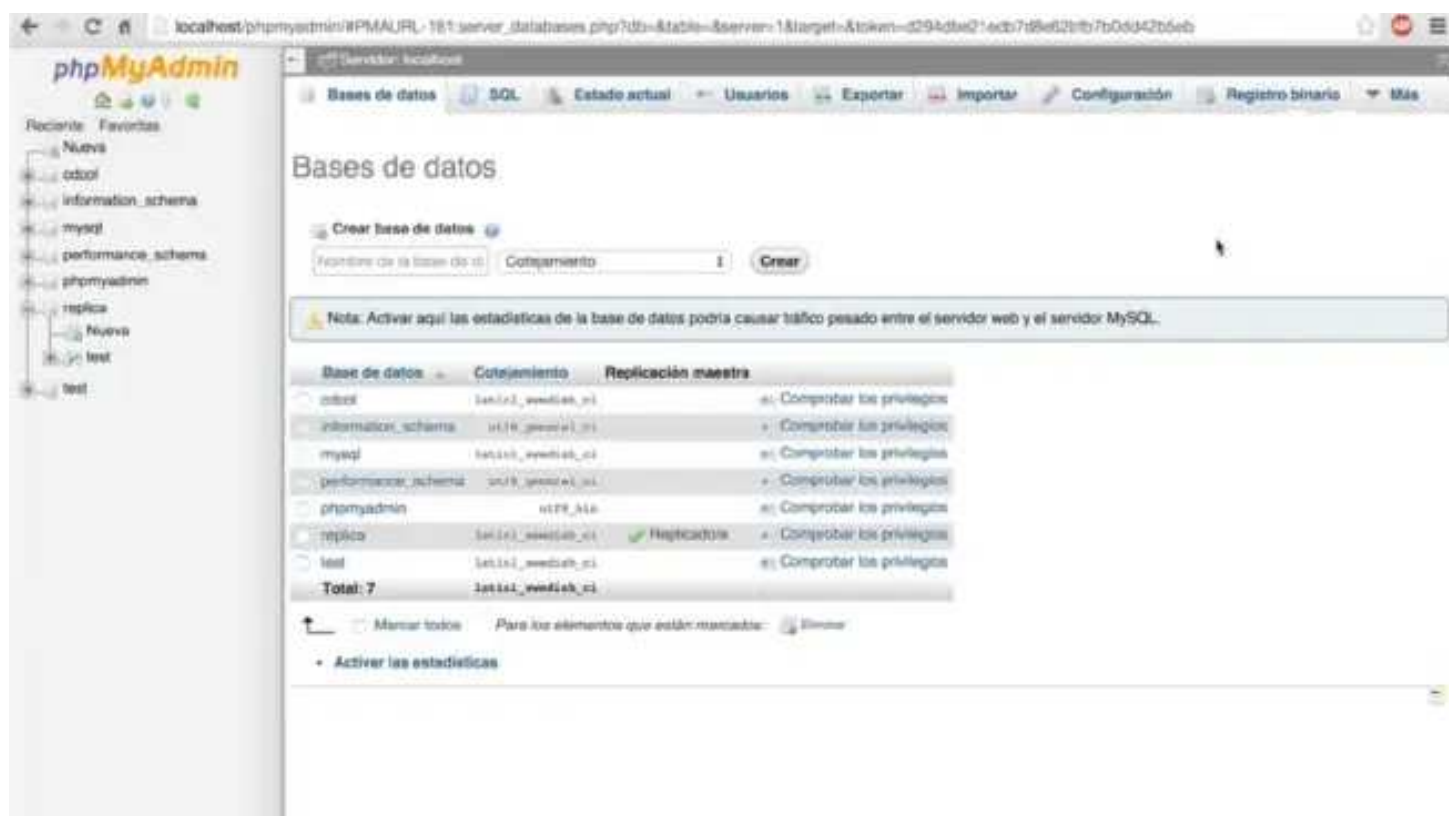 localhost/phpmyadmin/#PMAURL-181:server_databases.php?db=&table=&server=1&target=&token=
phpMyAdmin
Servidor: localhost
Bases de datos SQL Estado actual Usuarios Exportar Importar Configuración Registro binario Más
Reciente Favoritas
Nueva
information_schema
mysql
performance_schema
phpmyadmin
replica
Nueva
test
test
Bases de datos
Crear base de datos
Nombre de la base de d
Cotejamiento
Crear
Nota: Activar aquí las estadísticas de la base de datos podría causar tráfico pesado entre el servidor web y el servidor MySQL.
Base de datos Cotejamiento Replicación maestra
latin1_swedish_ci Comprobar los privilegios
information_schema utf8_general_ci Comprobar los privilegios
mysql latin1_swedish_ci Comprobar los privilegios
performance_schema utf8_general_ci Comprobar los privilegios
phpmyadmin utf8_bin Comprobar los privilegios
replica latin1_swedish_ci Replicado/a Comprobar los privilegios
test latin1_swedish_ci Comprobar los privilegios
Total: 7 latin1_swedish_ci
Marcar todos Para los elementos que están marcados: Eliminar
Activar las estadísticas